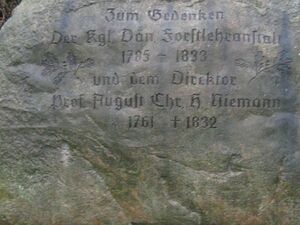 Zum Gedenken
Der Kgl Dän Forstlehranstalt
1785 - 1833
und dem Direktor
Prof. August Chr. H. Niemann
* 1761 † 1832